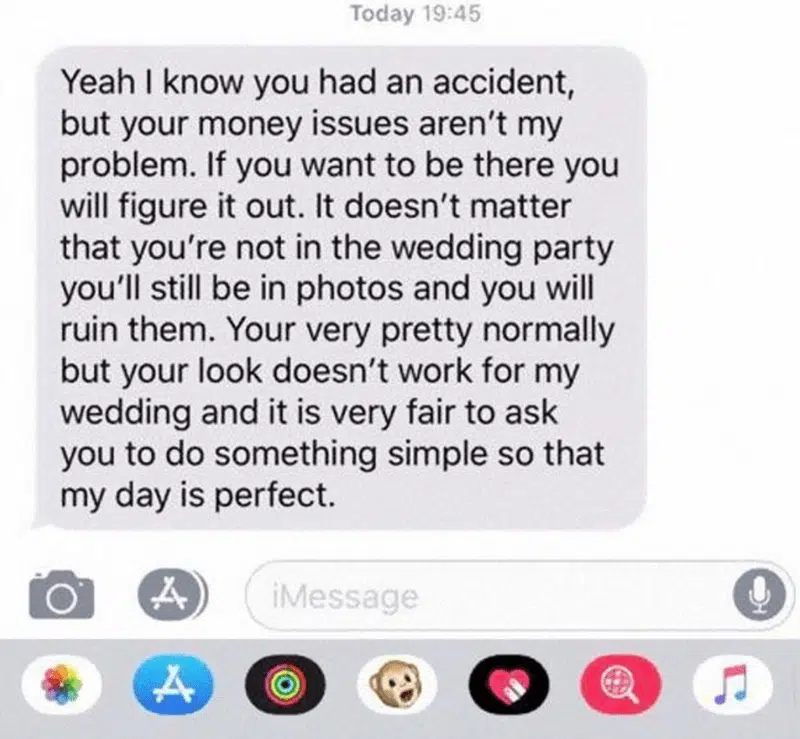 Today 19:45
Yeah I know you had an accident,
but your money issues aren't my
problem. If you want to be there you
will figure it out. It doesn't matter
that you're not in the wedding party
you'll still be in photos and you will
ruin them. Your very pretty normally
but your look doesn't work for my
wedding and it is very fair to ask
you to do something simple so that
my day is perfect.
iMessage